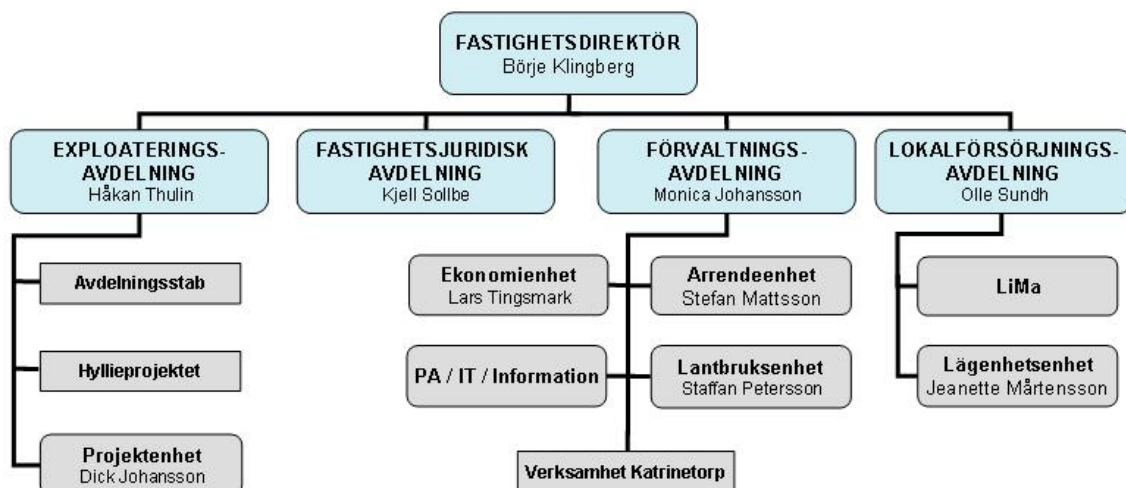 FASTIGHETSDIREKTÖR
Börje Klingberg
EXPLOATERINGS-
AVDELNING
Håkan Thulin
FASTIGHETSJURIDISK
AVDELNING
Kjell Sollbe
FÖRVALTNINGS-
AVDELNING
Monica Johansson
LOKALFÖRSÖRJNINGS-
AVDELNING
Olle Sundh
Avdelningsstab
Hyllieprojektet
Projektenhet
Dick Johansson
Ekonomienhet
Lars Tingsmark
Arrendeenhet
Stefan Mattsson
PA / IT / Information
Lantbruksenhet
Staffan Petersson
Verksamhet Katrinetorp
LiMa
Lägenhetsenhet
Jeanette Mårtensson